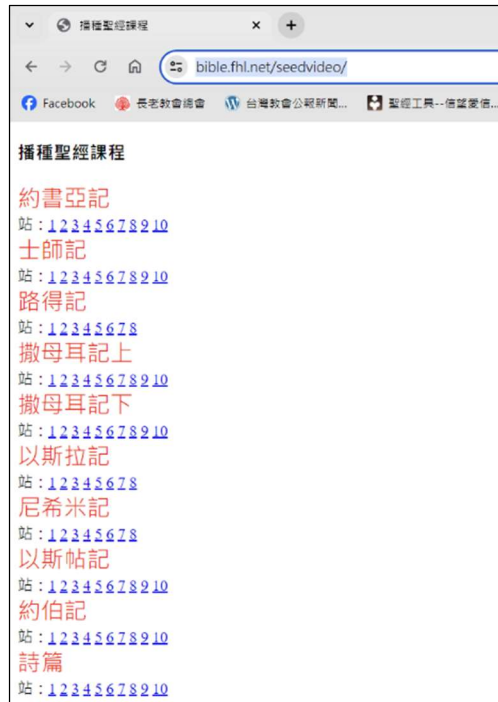 播種聖經課程
bible.fhl.net/seedvideo/
Facebook 長老教會總會 台灣教會公報新聞... 聖經工具--信望愛信...
播種聖經課程
約書亞記
站：1 2 3 4 5 6 7 8 9 10
士師記
站：1 2 3 4 5 6 7 8 9 10
路得記
站：1 2 3 4 5 6 7 8
撒母耳記上
站：1 2 3 4 5 6 7 8 9 10
撒母耳記下
站：1 2 3 4 5 6 7 8 9 10
以斯拉記
站：1 2 3 4 5 6 7 8
尼希米記
站：1 2 3 4 5 6 7 8
以斯帖記
站：1 2 3 4 5 6 7 8 9 10
約伯記
站：1 2 3 4 5 6 7 8 9 10
詩篇
站：1 2 3 4 5 6 7 8 9 10